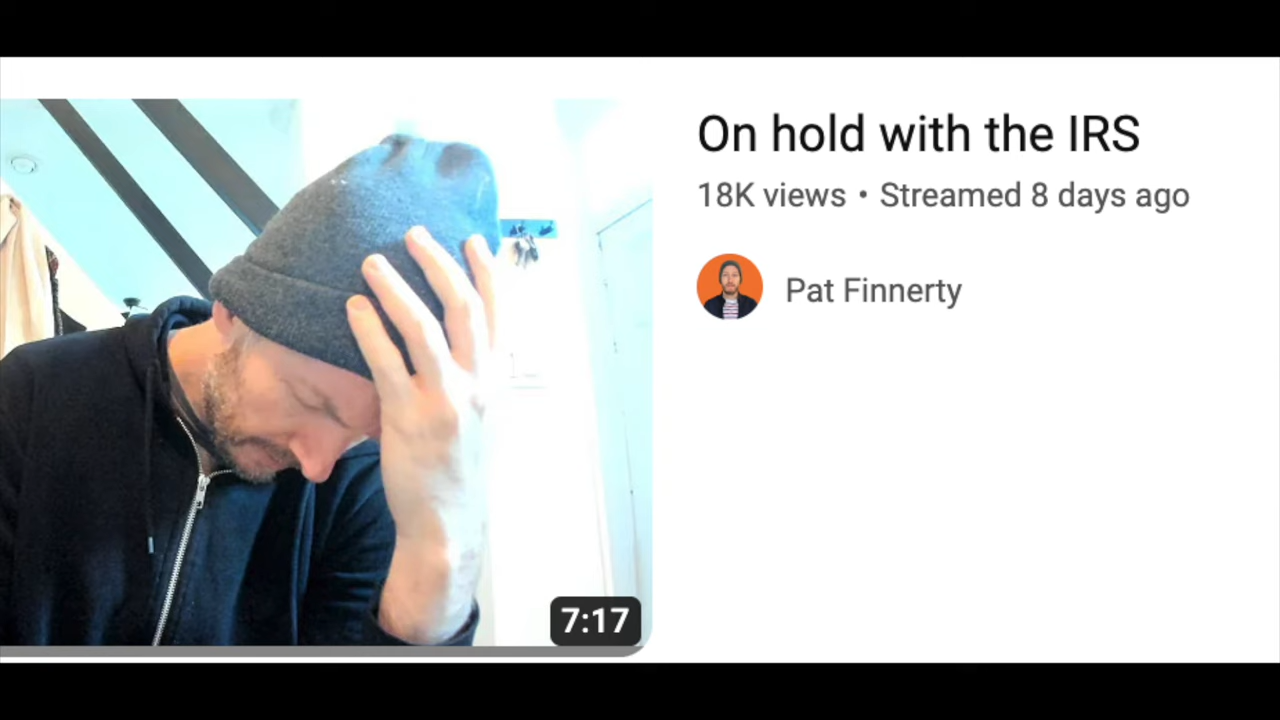 On hold with the IRS
18K views • Streamed 8 days ago
Pat Finnerty
7:17